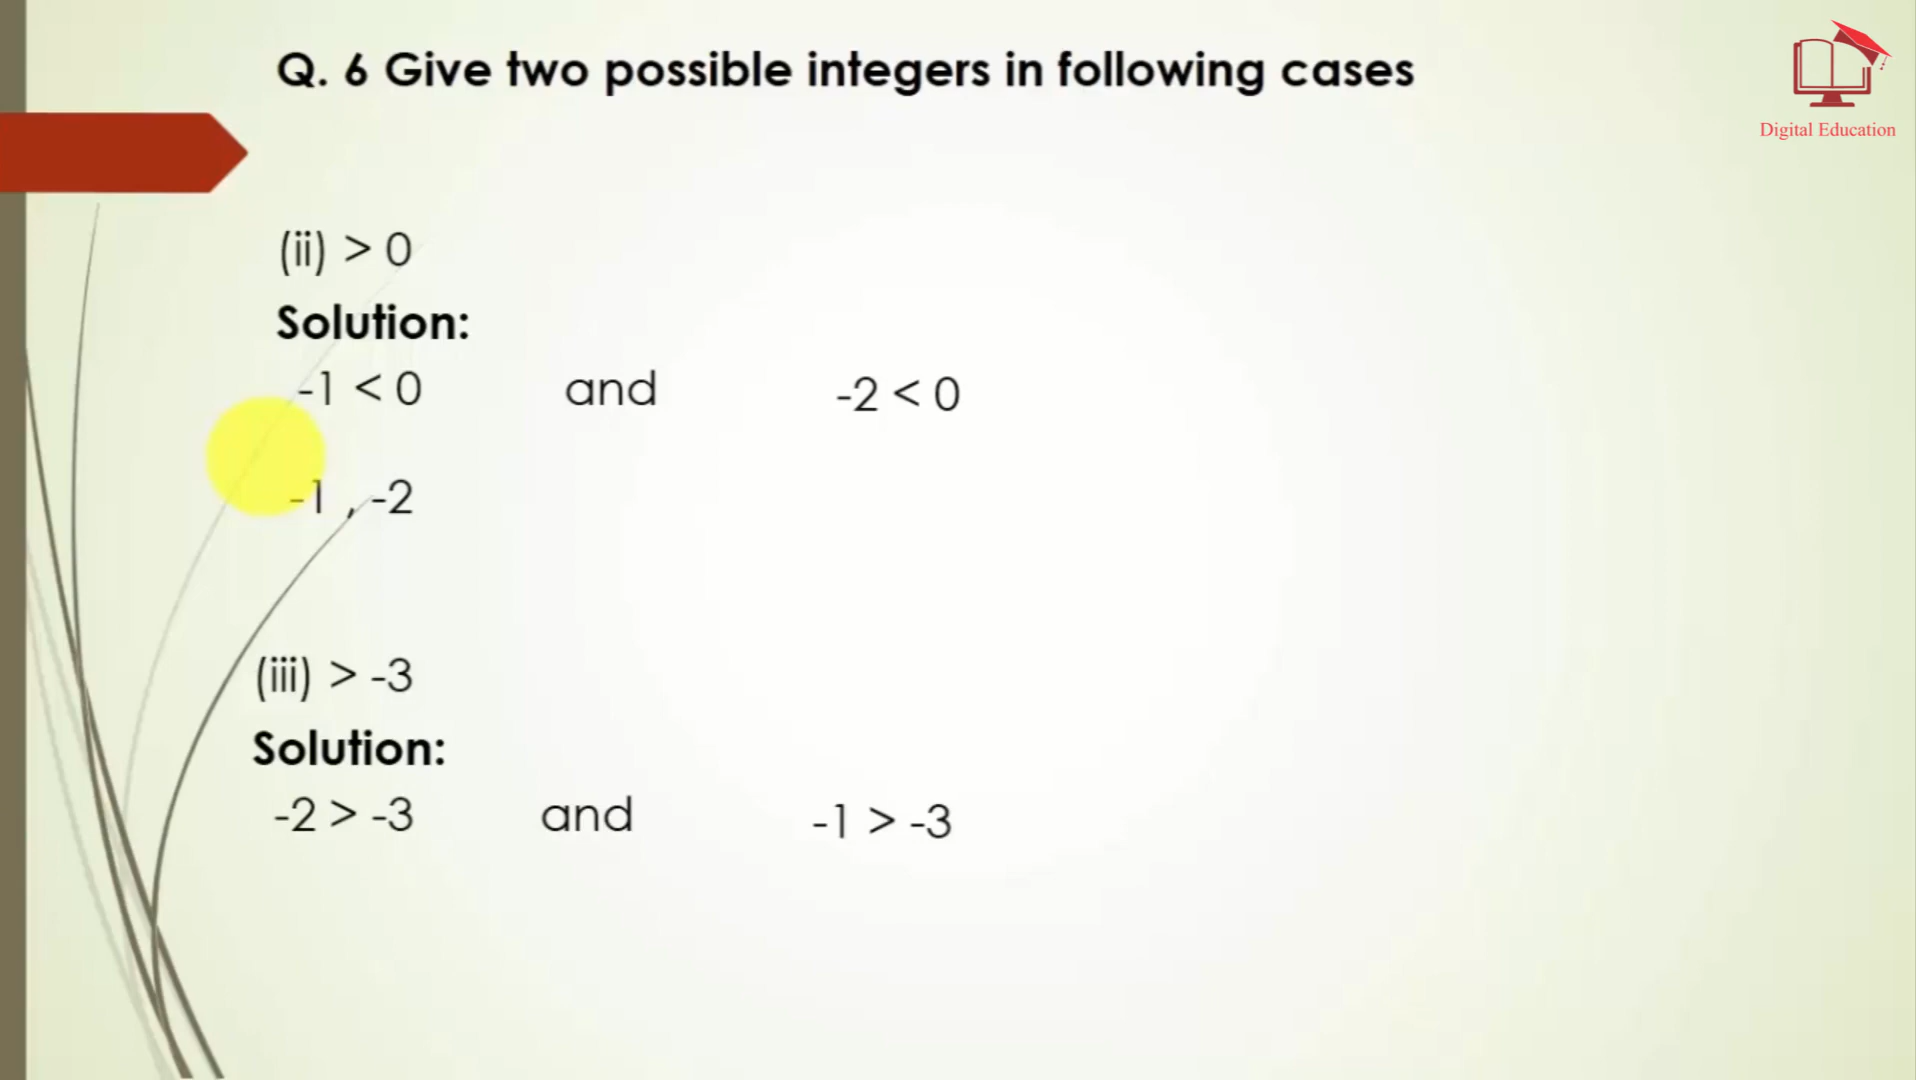 Q. 6 Give two possible integers in following cases
Digital Education
(ii) > 0
Solution:
-1 < 0 and -2 < 0
-1 , -2
(iii) > -3
Solution:
-2 > -3 and -1 > -3